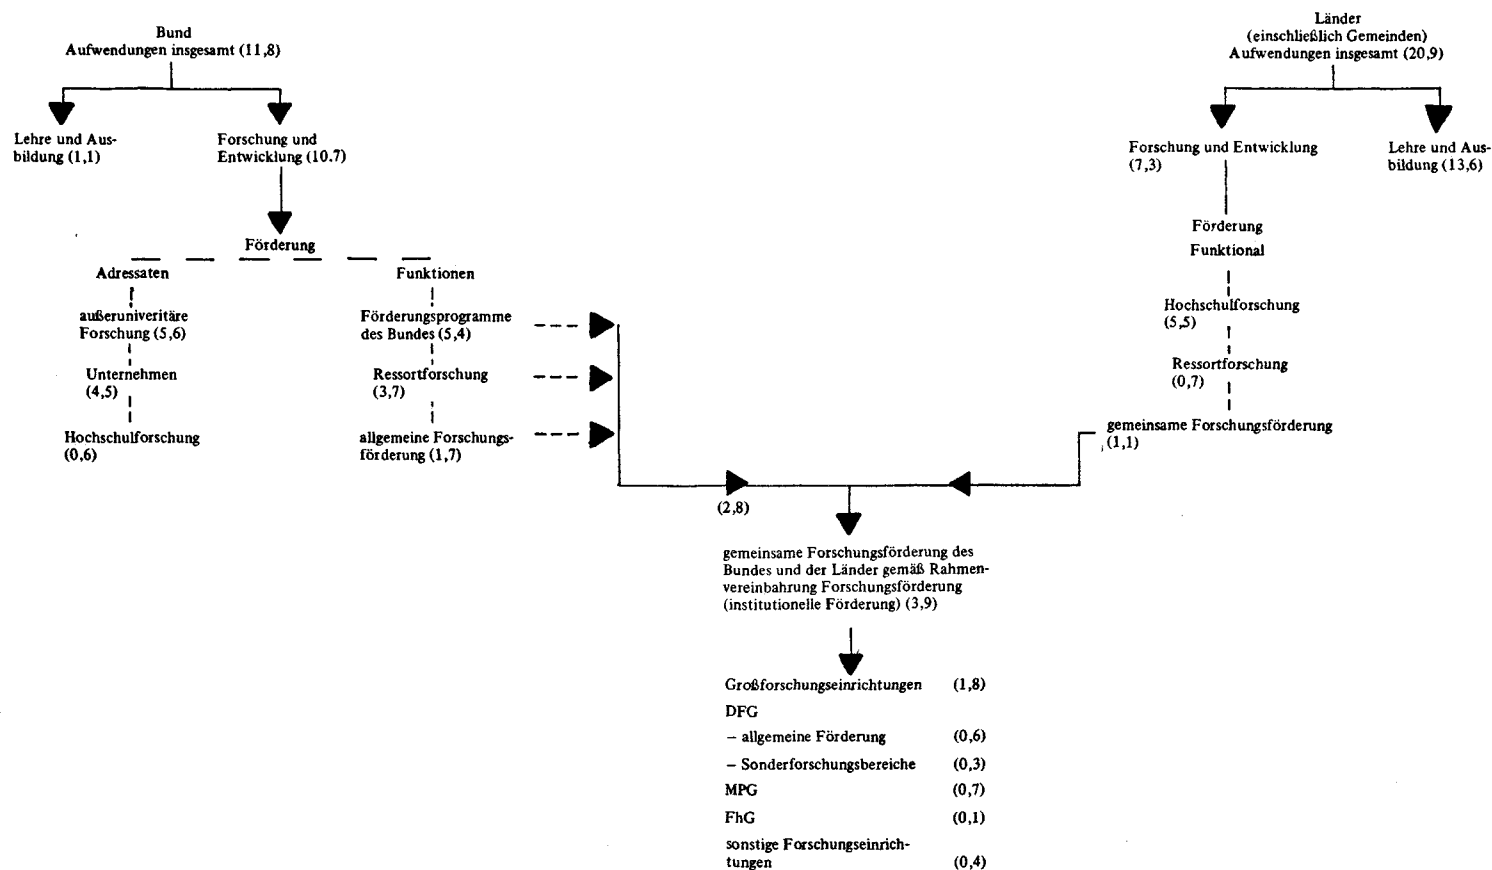 Bund
Aufwendungen insgesamt (11,8)
Lehre und Aus-
bildung (1,1)
Forschung und
Entwicklung (10.7)
Förderung
Adressaten
außeruniveritäre
Forschung (5,6)
Unternehmen
(4,5)
Hochschulforschung
(0,6)
Funktionen
Förderungsprogramme
des Bundes (5,4)
Ressortforschung
(3,7)
allgemeine Forschungs-
förderung (1,7)
Länder
(einschließlich Gemeinden)
Aufwendungen insgesamt (20,9)
Forschung und Entwicklung
(7,3)
Lehre und Aus-
bildung (13,6)
Förderung
Funktional
Hochschulforschung
(5,5)
Ressortforschung
(0,7)
gemeinsame Forschungsförderung
(1,1)
(2,8)
gemeinsame Forschungsförderung des
Bundes und der Länder gemäß Rahmen-
vereinbahrung Forschungsförderung
(institutionelle Förderung) (3,9)
Großforschungseinrichtungen (1,8)
DFG
– allgemeine Förderung (0,6)
– Sonderforschungsbereiche (0,3)
MPG (0,7)
FhG (0,1)
sonstige Forschungseinrich-
tungen (0,4)